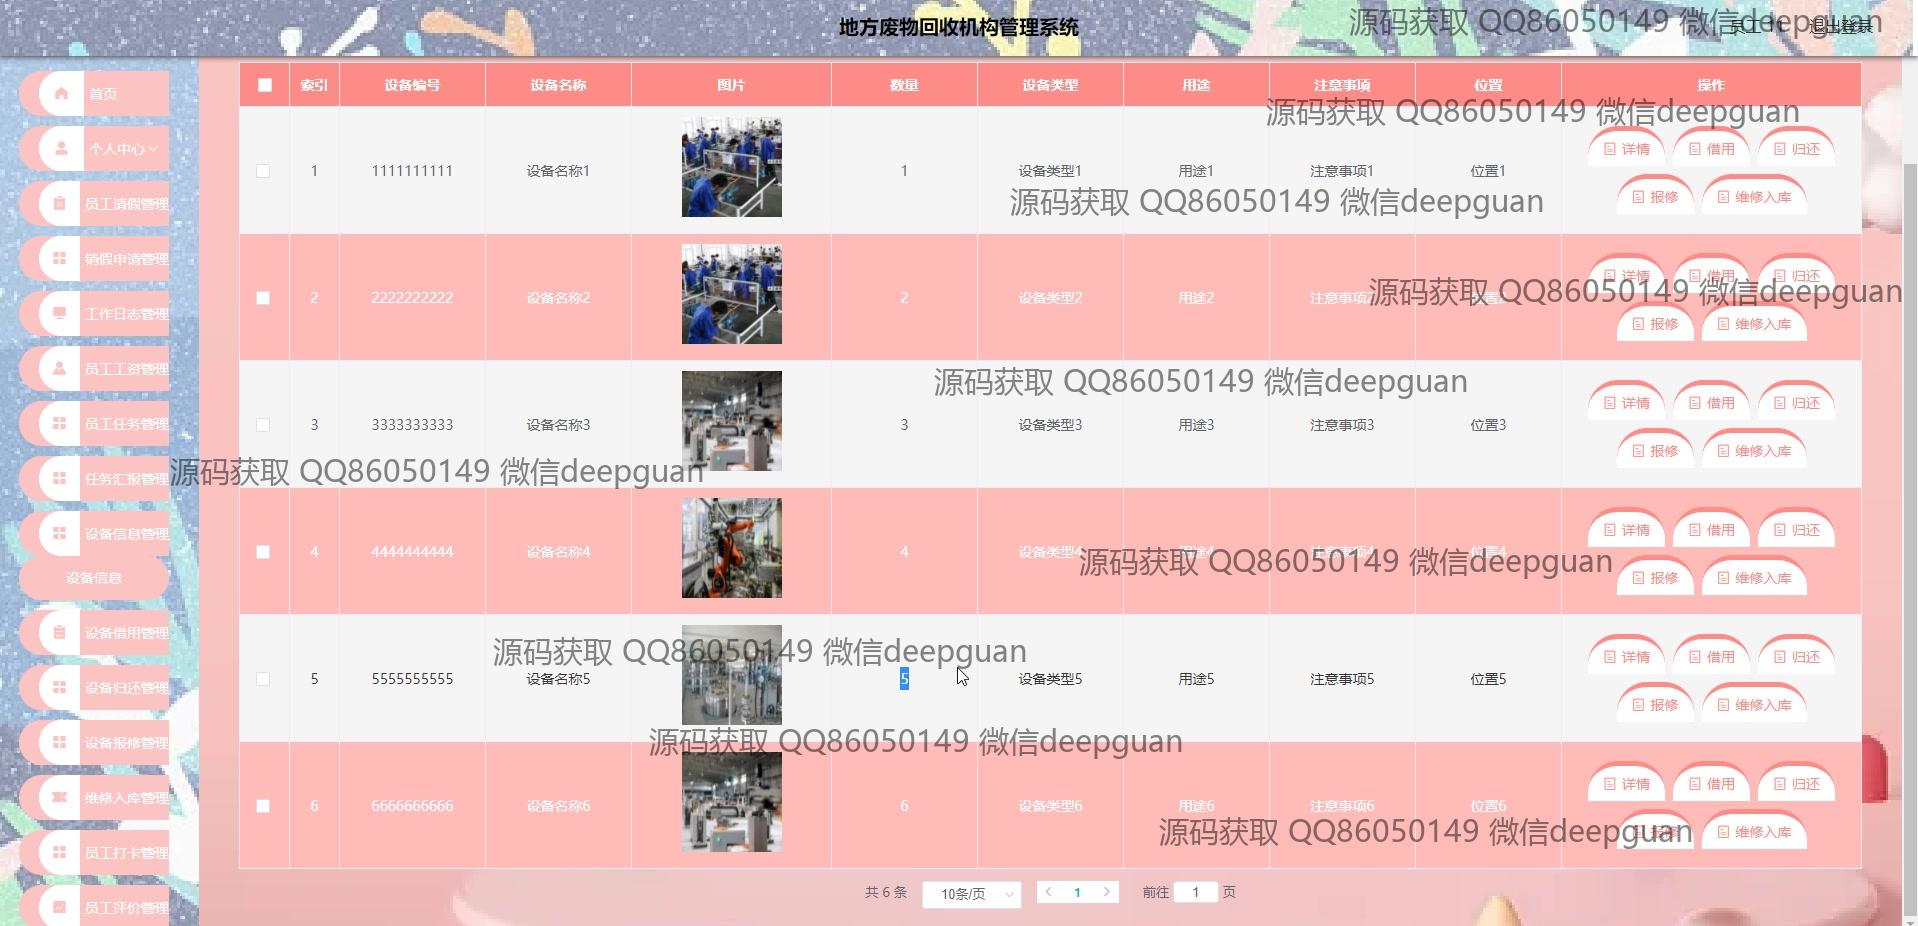 地方废物回收机构管理系统
源码获取 QQ86050149 微信deepguan
退出登录
首页
个人中心
员工请假管理
销假申请管理
工作日志管理
员工工资管理
员工任务管理
任务汇报管理
设备信息管理
设备信息
设备借用管理
设备归还管理
设备报修管理
维修入库管理
员工打卡管理
员工评价管理
索引 设备编号 设备名称 图片 数量 设备类型 用途 注意事项 位置 操作
源码获取 QQ86050149 微信deepguan
1 1111111111 设备名称1 1 设备类型1 用途1 注意事项1 位置1 详情 借用 归还
报修 维修入库
源码获取 QQ86050149 微信deepguan
2 2222222222 设备名称2 2 设备类型2 用途2 注意事项2 位置2 详情 借用 归还
报修 维修入库
源码获取 QQ86050149 微信deepguan
3 3333333333 设备名称3 3 设备类型3 用途3 注意事项3 位置3 详情 借用 归还
报修 维修入库
源码获取 QQ86050149 微信deepguan
源码获取 QQ86050149 微信deepguan
4 4444444444 设备名称4 4 设备类型4 用途4 注意事项4 位置4 详情 借用 归还
报修 维修入库
源码获取 QQ86050149 微信deepguan
5 5555555555 设备名称5 5 设备类型5 用途5 注意事项5 位置5 详情 借用 归还
报修 维修入库
源码获取 QQ86050149 微信deepguan
源码获取 QQ86050149 微信deepguan
6 6666666666 设备名称6 6 设备类型6 用途6 注意事项6 位置6 详情 借用 归还
报修 维修入库
源码获取 QQ86050149 微信deepguan
共 6 条 10条/页 1 前往 1 页